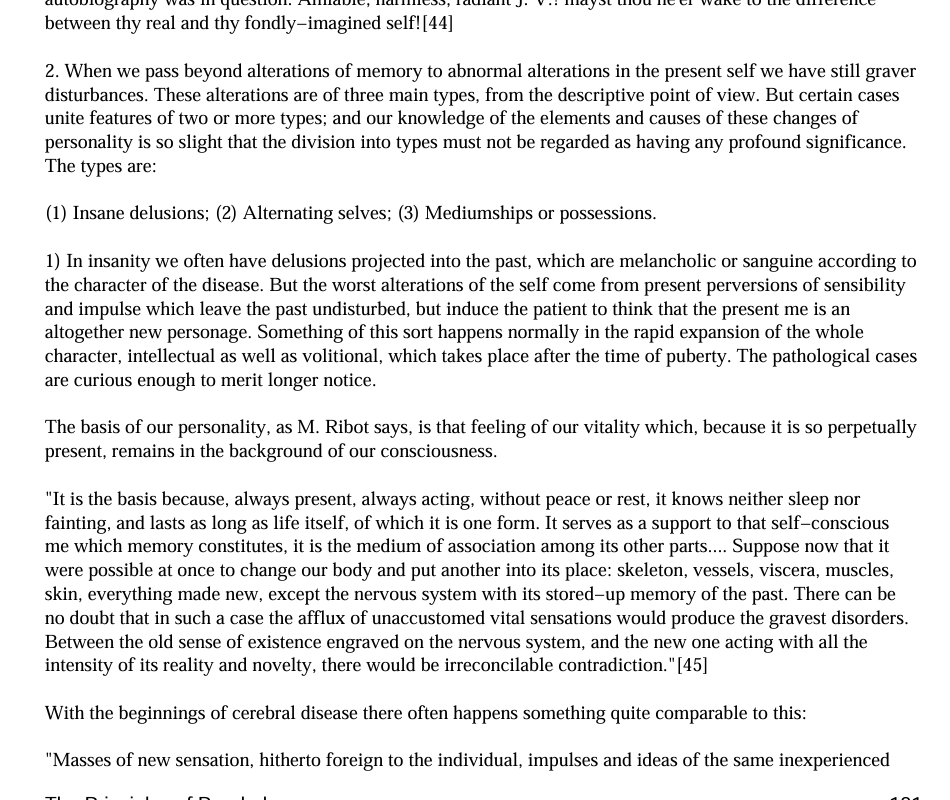 autobiography was in question. Amiable, harmless, radiant J. V.! mayst thou ne'er wake to the difference
between thy real and thy fondly−imagined self![44]
2. When we pass beyond alterations of memory to abnormal alterations in the present self we have still graver
disturbances. These alterations are of three main types, from the descriptive point of view. But certain cases
unite features of two or more types; and our knowledge of the elements and causes of these changes of
personality is so slight that the division into types must not be regarded as having any profound significance.
The types are:
(1) Insane delusions; (2) Alternating selves; (3) Mediumships or possessions.
1) In insanity we often have delusions projected into the past, which are melancholic or sanguine according to
the character of the disease. But the worst alterations of the self come from present perversions of sensibility
and impulse which leave the past undisturbed, but induce the patient to think that the present me is an
altogether new personage. Something of this sort happens normally in the rapid expansion of the whole
character, intellectual as well as volitional, which takes place after the time of puberty. The pathological cases
are curious enough to merit longer notice.
The basis of our personality, as M. Ribot says, is that feeling of our vitality which, because it is so perpetually
present, remains in the background of our consciousness.
"It is the basis because, always present, always acting, without peace or rest, it knows neither sleep nor
fainting, and lasts as long as life itself, of which it is one form. It serves as a support to that self−conscious
me which memory constitutes, it is the medium of association among its other parts.... Suppose now that it
were possible at once to change our body and put another into its place: skeleton, vessels, viscera, muscles,
skin, everything made new, except the nervous system with its stored−up memory of the past. There can be
no doubt that in such a case the afflux of unaccustomed vital sensations would produce the gravest disorders.
Between the old sense of existence engraved on the nervous system, and the new one acting with all the
intensity of its reality and novelty, there would be irreconcilable contradiction."[45]
With the beginnings of cerebral disease there often happens something quite comparable to this:
"Masses of new sensation, hitherto foreign to the individual, impulses and ideas of the same inexperienced